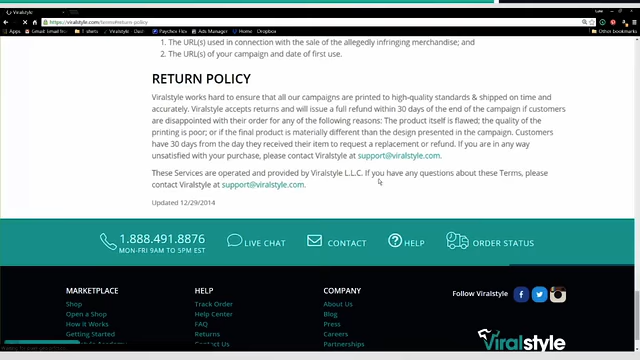 Viralstyle
https://viralstyle.com/terms#return-policy
Apps
T shirts
Viralstyle
Paychex Flex
Ads Manager
Home
Dropbox
Other bookmarks
1. The URL(s) used in connection with the sale of the allegedly infringing merchandise; and
2. The URL(s) of your campaign and date of first use.
RETURN POLICY
Viralstyle works hard to ensure that all our campaigns are printed to high-quality standards & shipped on time and
accurately. Viralstyle accepts returns and will issue a full refund within 30 days of the end of the campaign if customers
are disappointed with their order for any of the following reasons: The product itself is flawed; the quality of the
printing is poor; or if the final product is materially different than the design presented in the campaign. Customers
have 30 days from the day they received their item to request a replacement or refund. If you are in any way
unsatisfied with your purchase, please contact Viralstyle at support@viralstyle.com.
These Services are operated and provided by Viralstyle L.L.C. If you have any questions about these Terms, please
contact Viralstyle at support@viralstyle.com.
Updated 12/29/2014
1.888.491.8876
MON-FRI 9AM TO 5PM EST
LIVE CHAT
CONTACT
HELP
ORDER STATUS
MARKETPLACE
Shop
Open a Shop
How it Works
Getting Started
HELP
Track Order
Help Center
FAQ
Returns
Contact Us
COMPANY
About Us
Blog
Press
Careers
Partnerships
Follow Viralstyle
Viralstyle